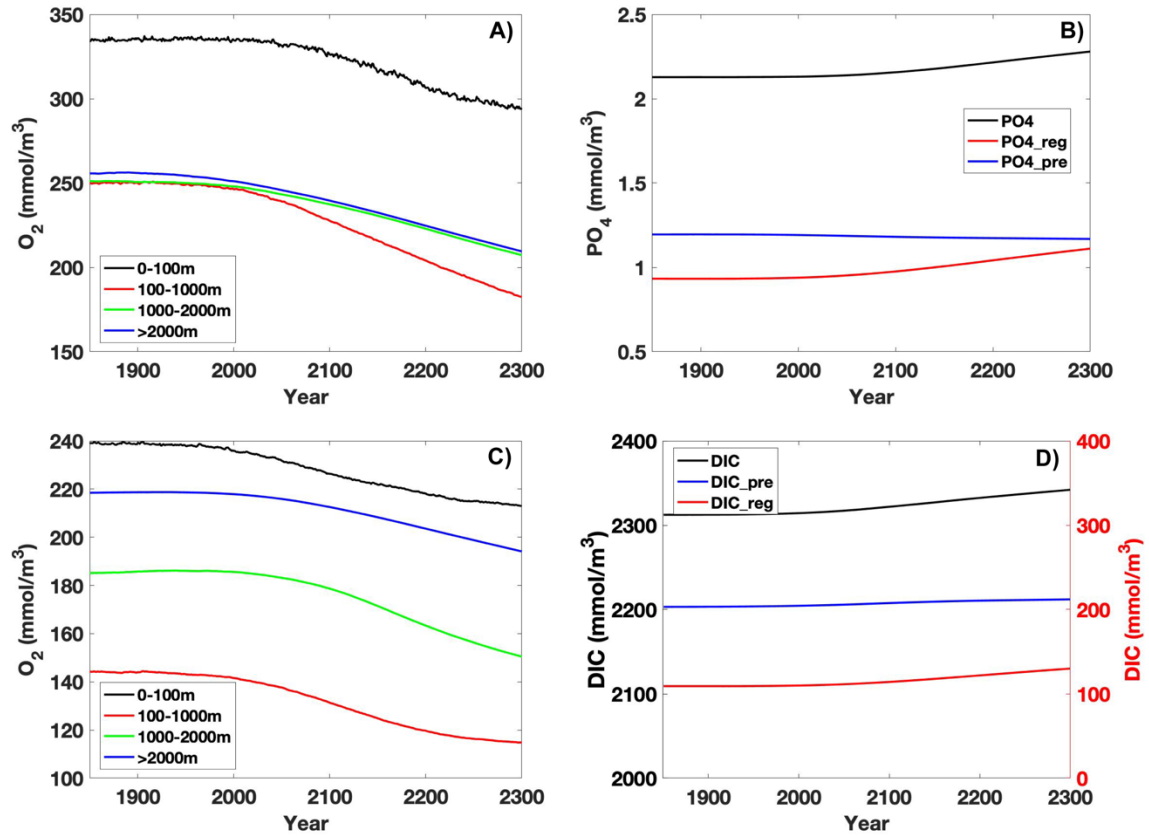 A)
350
300
250
200
150
O2 (mmol/m3)
0-100m
100-1000m
1000-2000m
>2000m
1900 2000 2100 2200 2300
Year
B)
2.5
2
1.5
1
0.5
PO4 (mmol/m3)
PO4
PO4_reg
PO4_pre
1900 2000 2100 2200 2300
Year
C)
240
220
200
180
160
140
120
100
O2 (mmol/m3)
0-100m
100-1000m
1000-2000m
>2000m
1900 2000 2100 2200 2300
Year
D)
2400
2300
2200
2100
2000
DIC (mmol/m3)
DIC
DIC_pre
DIC_reg
400
300
200
100
0
DIC (mmol/m3)
1900 2000 2100 2200 2300
Year